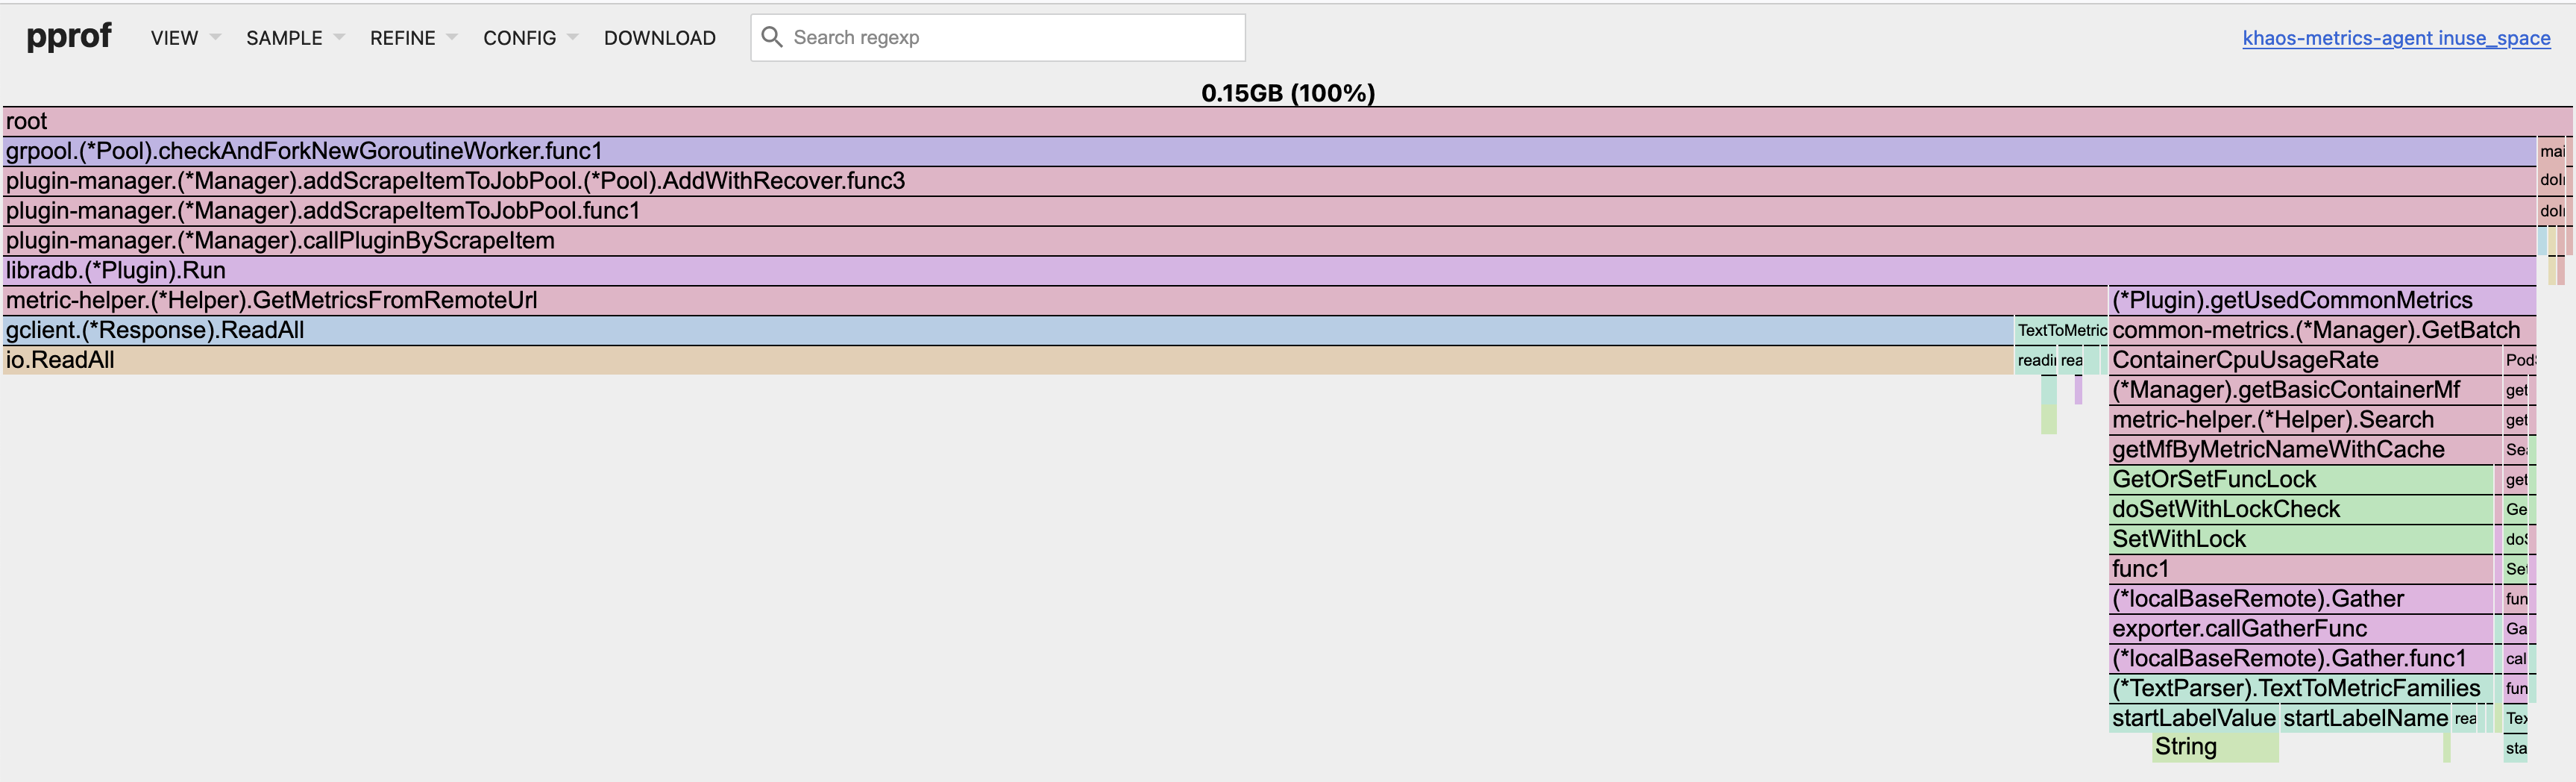 pprof VIEW SAMPLE REFINE CONFIG DOWNLOAD Search regexp khaos-metrics-agent inuse_space
0.15GB (100%)
root
grpool.(*Pool).checkAndForkNewGoroutineWorker.func1 mai
plugin-manager.(*Manager).addScrapeItemToJobPool.(*Pool).AddWithRecover.func3
plugin-manager.(*Manager).addScrapeItemToJobPool.func1
plugin-manager.(*Manager).callPluginByScrapeItem
libradb.(*Plugin).Run
metric-helper.(*Helper).GetMetricsFromRemoteUrl (*Plugin).getUsedCommonMetrics
gclient.(*Response).ReadAll TextToMetric common-metrics.(*Manager).GetBatch
io.ReadAll readi rea ContainerCpuUsageRate Pod
(*Manager).getBasicContainerMf get
metric-helper.(*Helper).Search get
getMfByMetricNameWithCache Se
GetOrSetFuncLock get
doSetWithLockCheck Ge
SetWithLock do
func1 Se
(*localBaseRemote).Gather fun
exporter.callGatherFunc Ga
(*localBaseRemote).Gather.func1 cal
(*TextParser).TextToMetricFamilies fun
startLabelValue startLabelName rea Te
String sta